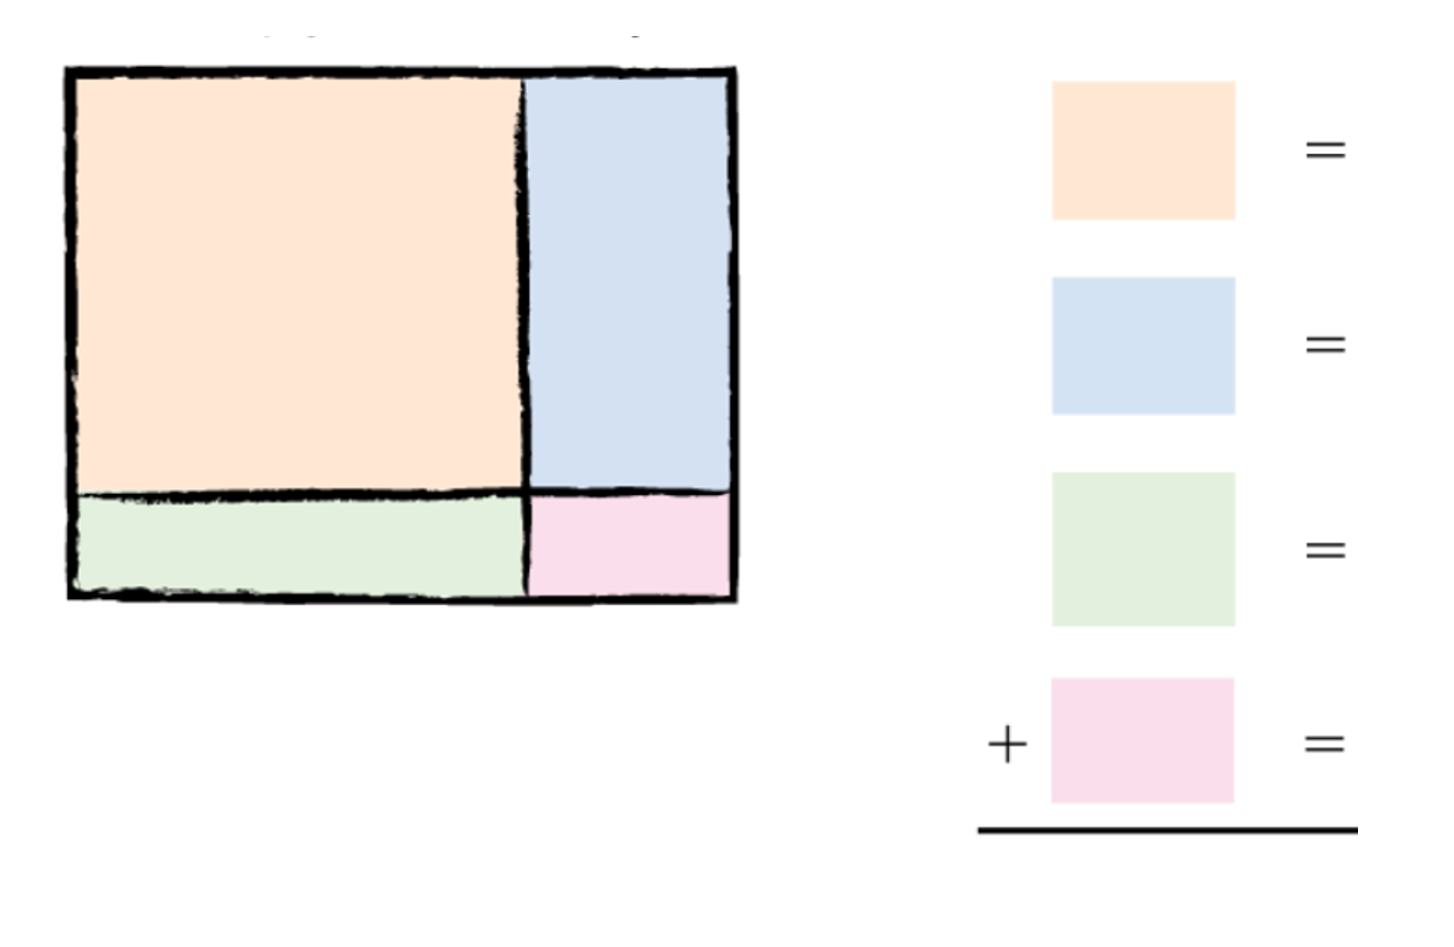 =
=
=
+ =